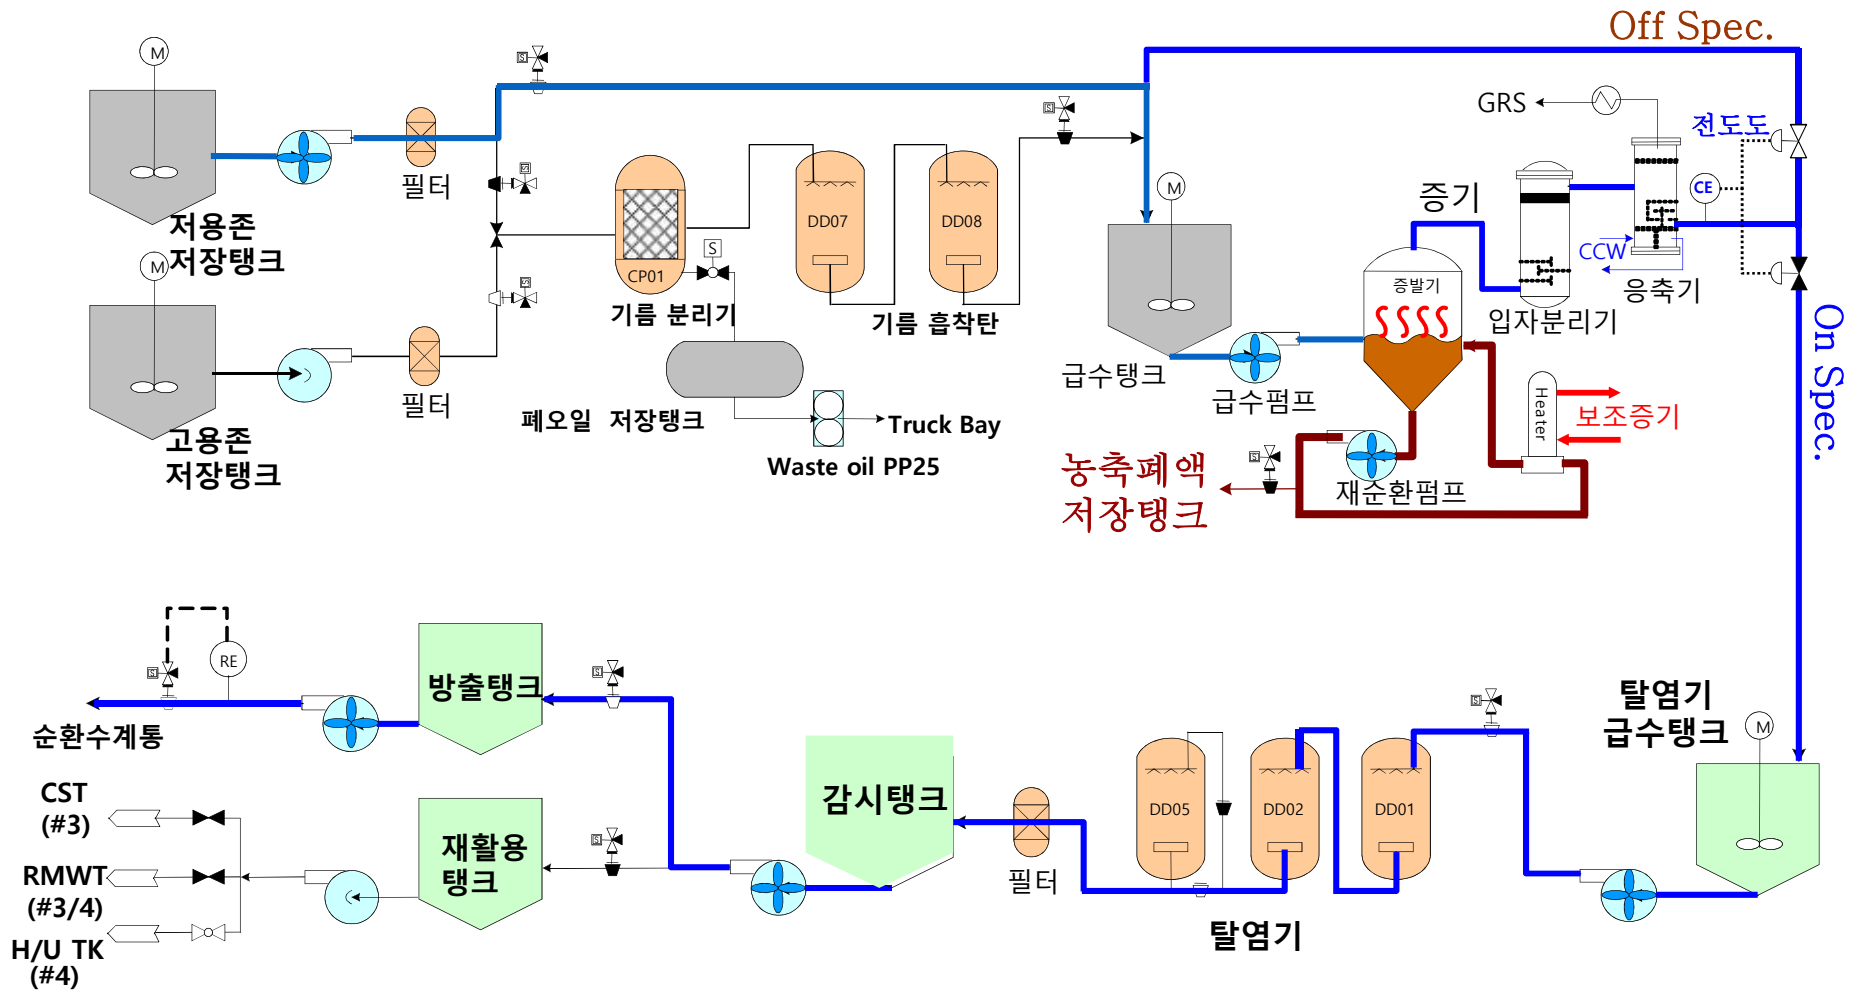 Off Spec.
M
S
GRS
S
전도도
필터
S
저용존
저장탱크
M
CE
증기
DD07
DD08
S
CP01
기름 분리기
기름 흡착탄
M
CCW
응축기
증발기
입자분리기
S
On Spec.
급수탱크
급수펌프
Heater
보조증기
필터
고용존
저장탱크
폐오일 저장탱크
Truck Bay
Waste oil PP25
농축폐액
저장탱크
S
재순환펌프
S
RE
순환수계통
방출탱크
S
탈염기
급수탱크
M
S
CST
(#3)
RMWT
(#3/4)
H/U TK
(#4)
재활용
탱크
S
감시탱크
필터
DD05
DD02
DD01
탈염기